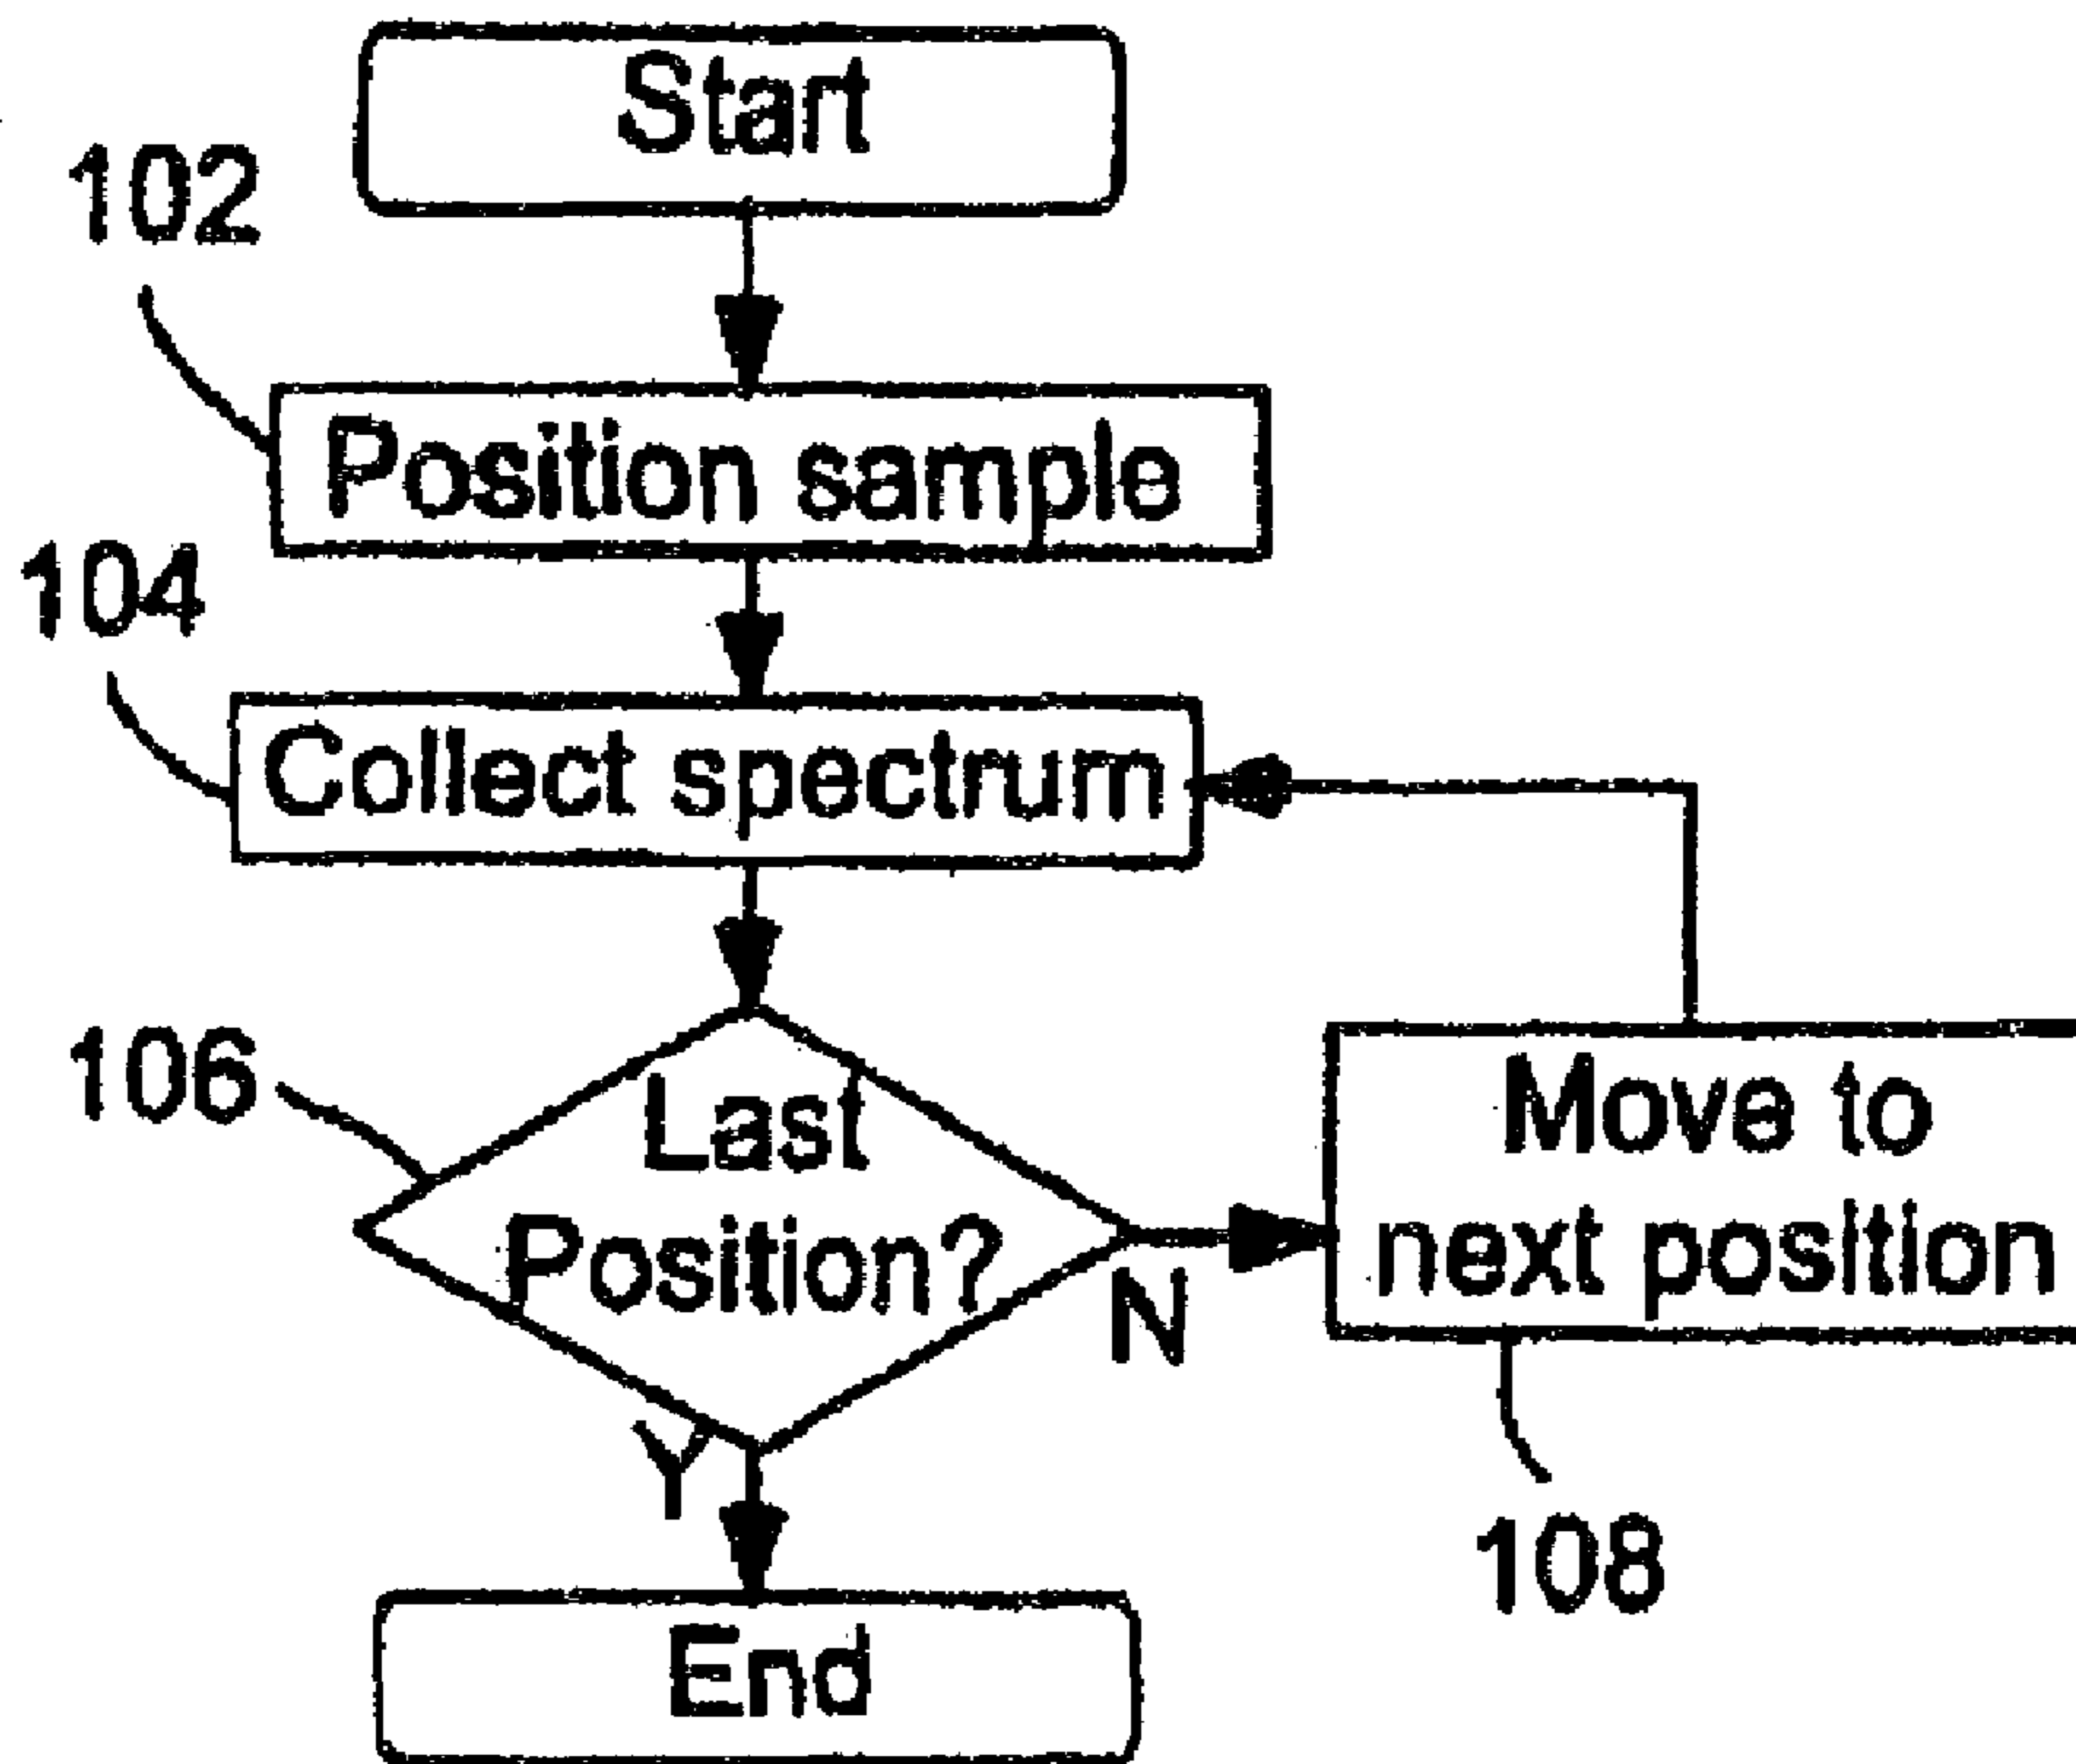 Start
102
Position sample
104
Collect spectrum
106
Last
Position?
Move to
next position
N
Y
108
End